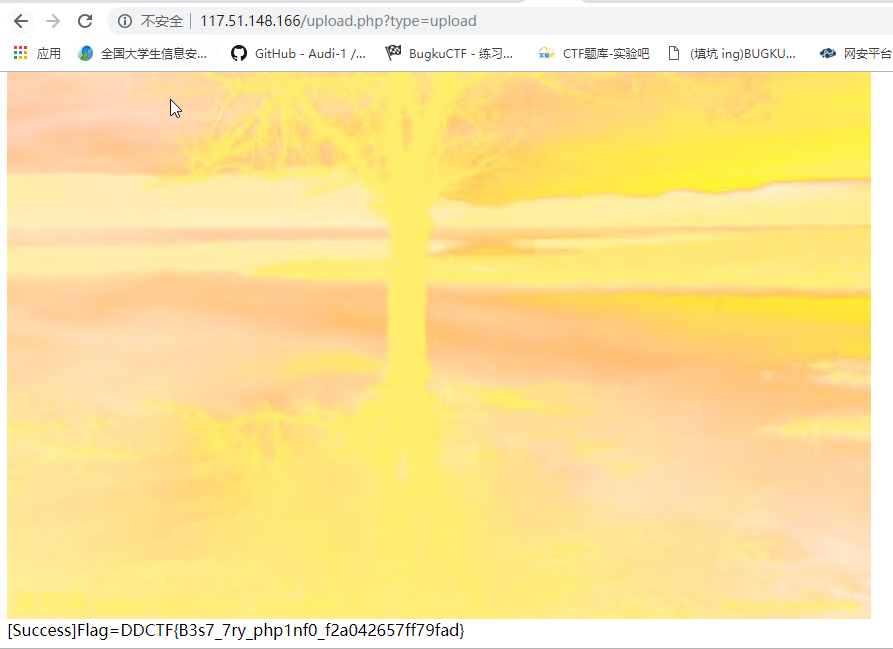 不安全 | 117.51.148.166/upload.php?type=upload
应用 全国大学生信息安... GitHub - Audi-1 /... BugkuCTF - 练习... CTF题库-实验吧 (填坑 ing)BUGKU... 网安平台
[Success]Flag=DDCTF{B3s7_7ry_php1nf0_f2a042657ff79fad}